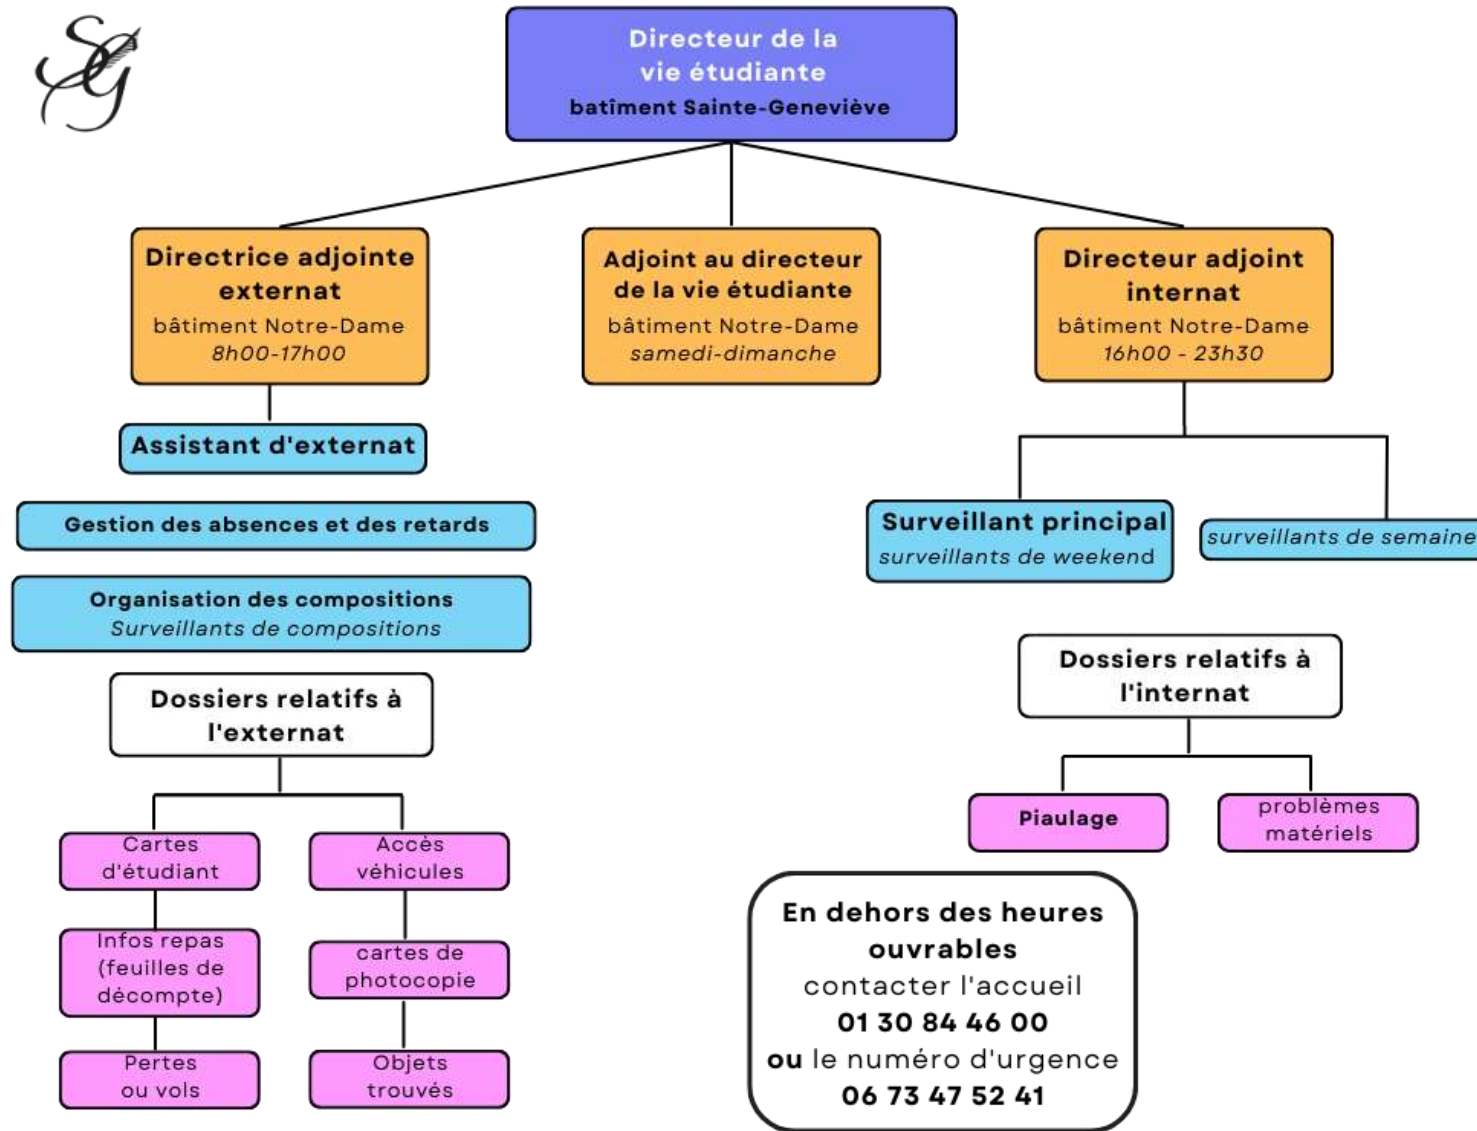 SG
Directeur de la
vie étudiante
batîment Sainte-Geneviève
Directrice adjointe
externat
bâtiment Notre-Dame
8h00-17h00
Adjoint au directeur
de la vie étudiante
bâtiment Notre-Dame
samedi-dimanche
Directeur adjoint
internat
bâtiment Notre-Dame
16h00 - 23h30
Assistant d'externat
Gestion des absences et des retards
Organisation des compositions
Surveillants de compositions
Surveillant principal
surveillants de weekend
surveillants de semaine
Dossiers relatifs à
l'externat
Cartes
d'étudiant
Infos repas
(feuilles de
décompte)
Pertes
ou vols
Accès
véhicules
cartes de
photocopie
Objets
trouvés
Dossiers relatifs à
l'internat
Piaulage
problèmes
matériels
En dehors des heures
ouvrables
contacter l'accueil
01 30 84 46 00
ou le numéro d'urgence
06 73 47 52 41